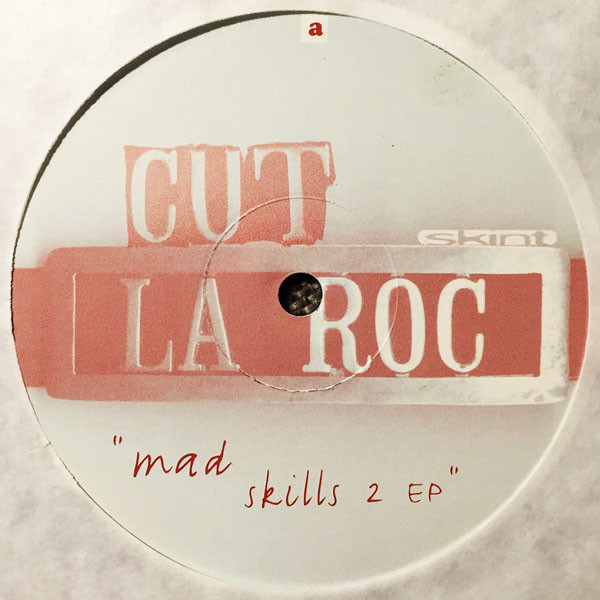 a
CUT
skint
LA ROC
"mad
skills 2 EP"